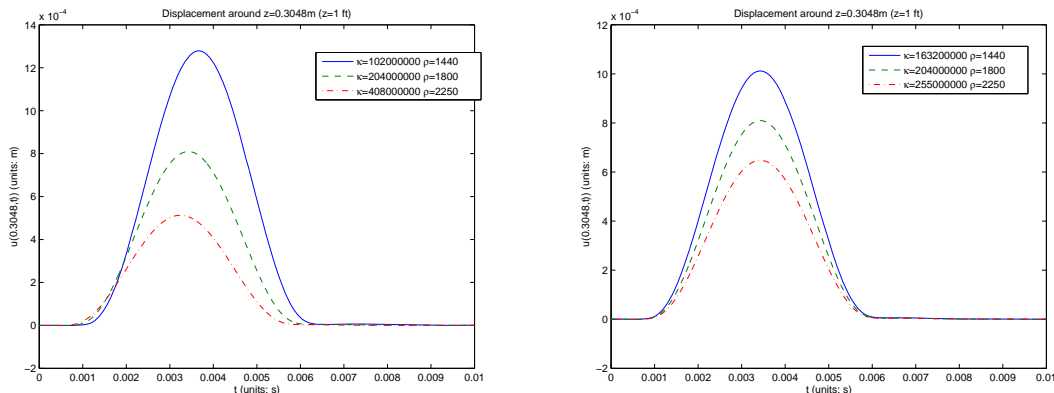 x 10⁻⁴
Displacement around z=0.3048m (z=1 ft)
14
12
10
8
6
4
2
0
−2
u(0.3048,t)) (units: m)
κ=102000000 ρ=1440
κ=204000000 ρ=1800
κ=408000000 ρ=2250
0 0.001 0.002 0.003 0.004 0.005 0.006 0.007 0.008 0.009 0.01
t (units: s)
x 10⁻⁴
Displacement around z=0.3048m (z=1 ft)
12
10
8
6
4
2
0
−2
u(0.3048,t)) (units: m)
κ=163200000 ρ=1440
κ=204000000 ρ=1800
κ=255000000 ρ=2250
0 0.001 0.002 0.003 0.004 0.005 0.006 0.007 0.008 0.009 0.01
t (units: s)